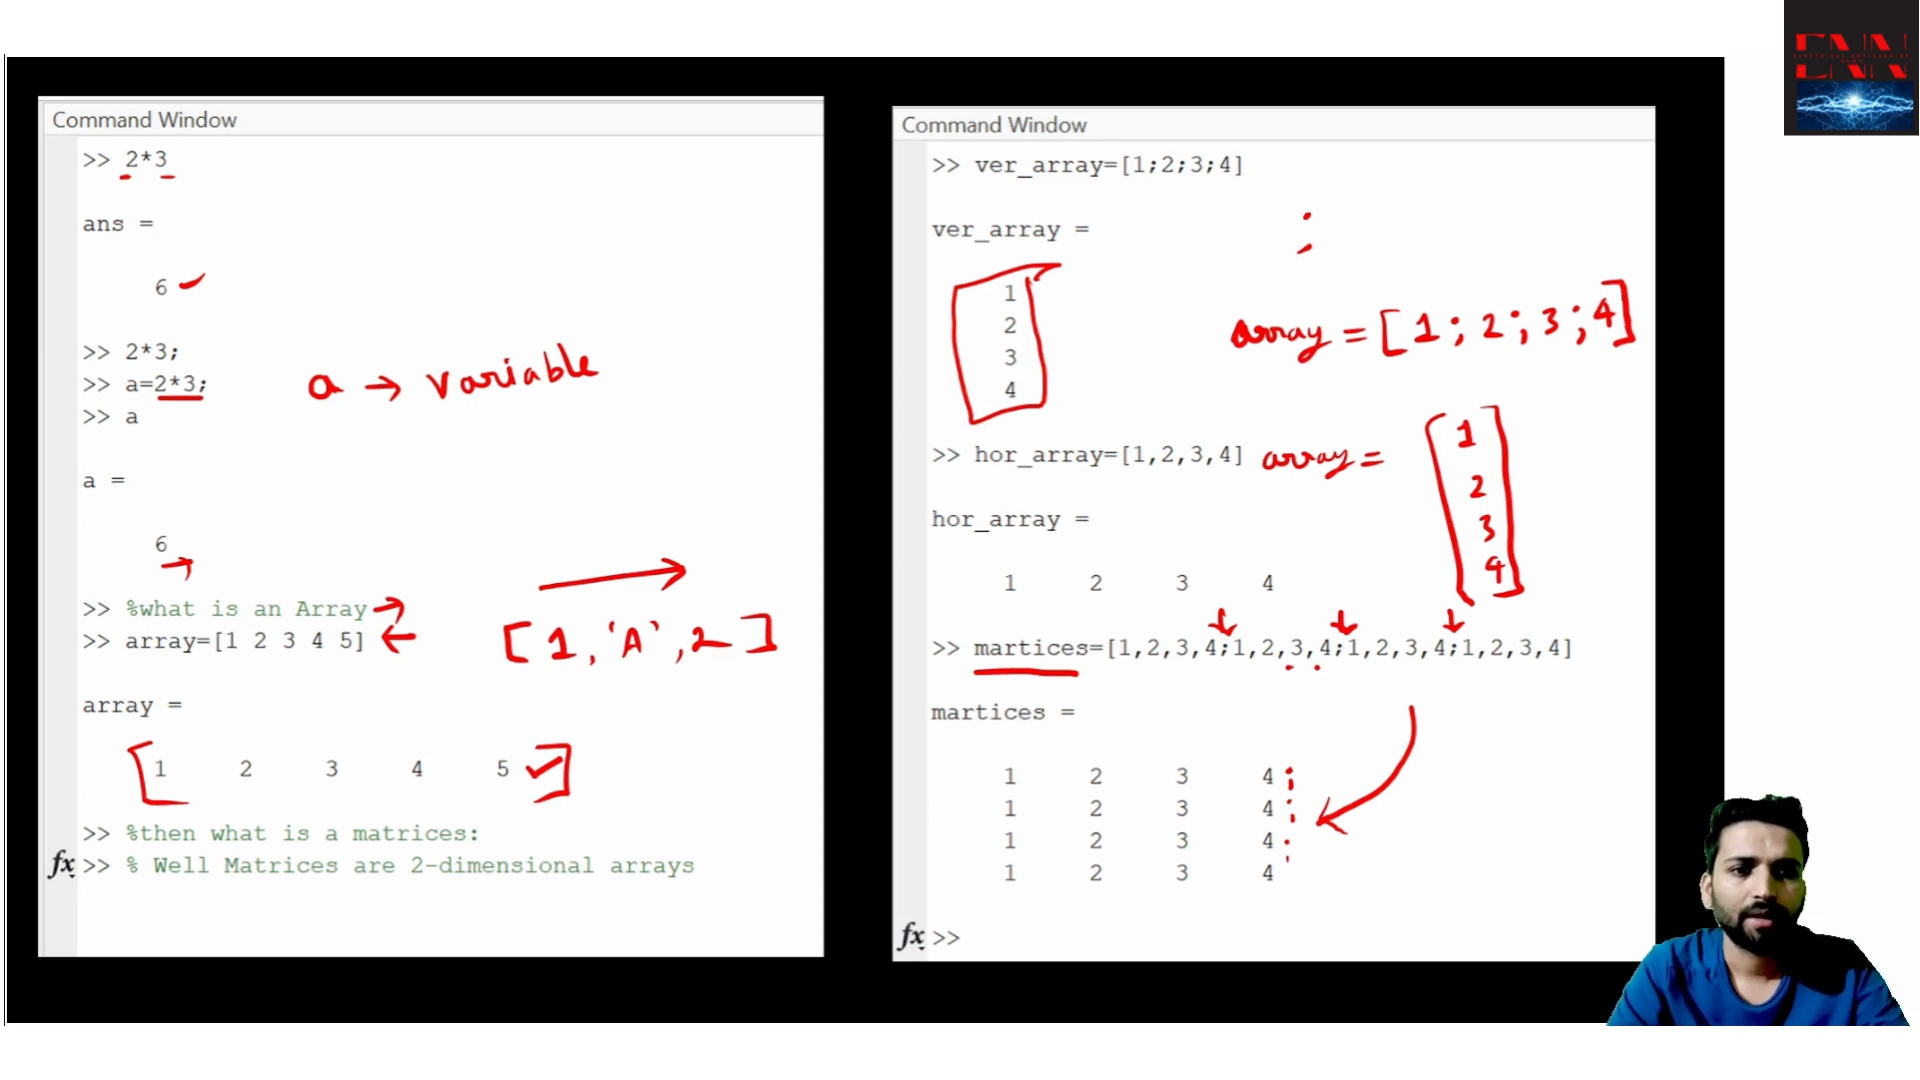 ENN
Command Window
>> 2*3
ans =
6
>> 2*3;
>> a=2*3;
a → variable
>> a
a =
6
>> %what is an Array
>> array=[1 2 3 4 5]
[1, 'A', 2]
array =
[1 2 3 4 5]
>> %then what is a matrices:
fx >> % Well Matrices are 2-dimensional arrays
Command Window
>> ver_array=[1;2;3;4]
;
ver_array =
1
2
3
4
array = [1; 2; 3; 4]
>> hor_array=[1,2,3,4]
array =
1
2
3
4
hor_array =
1 2 3 4
>> martices=[1,2,3,4;1,2,3,4;1,2,3,4;1,2,3,4]
martices =
1 2 3 4;
1 2 3 4;
1 2 3 4;
1 2 3 4
fx >>